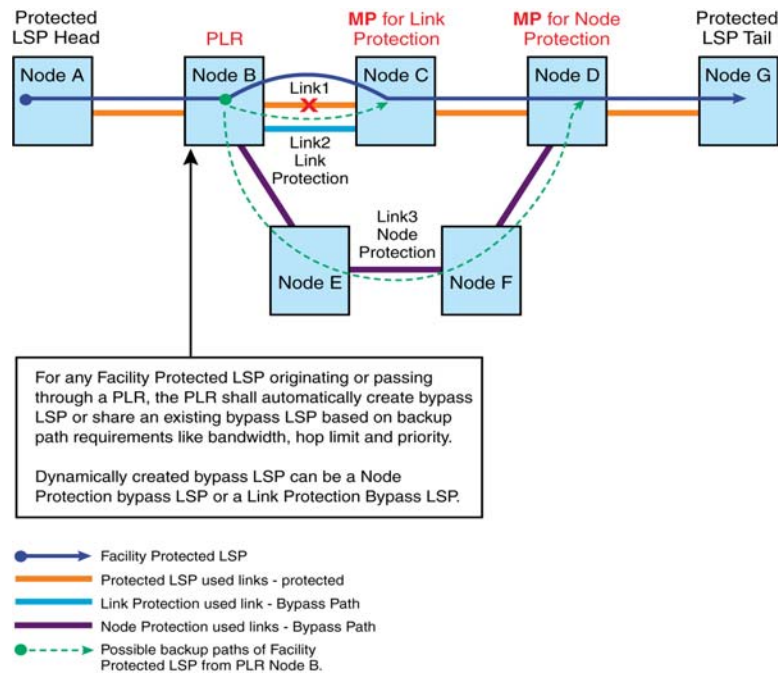 Protected
LSP Head
PLR
MP for Link
Protection
MP for Node
Protection
Protected
LSP Tail
Node A
Node B
Node C
Node D
Node G
Link1
Link2
Link
Protection
Link3
Node
Protection
Node E
Node F
For any Facility Protected LSP originating or passing
through a PLR, the PLR shall automatically create bypass
LSP or share an existing bypass LSP based on backup
path requirements like bandwidth, hop limit and priority.
Dynamically created bypass LSP can be a Node
Protection bypass LSP or a Link Protection Bypass LSP.
Facility Protected LSP
Protected LSP used links - protected
Link Protection used link - Bypass Path
Node Protection used links - Bypass Path
Possible backup paths of Facility
Protected LSP from PLR Node B.